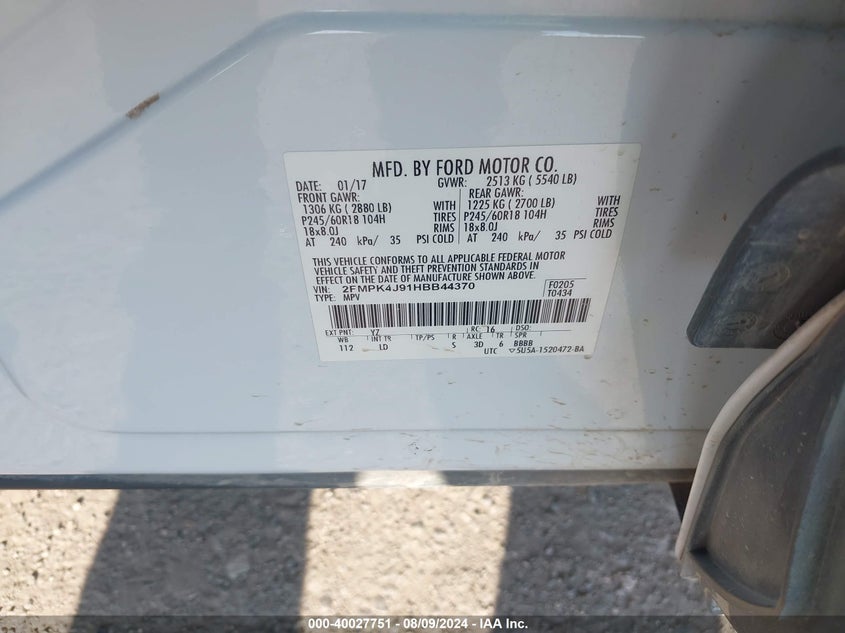 MFD. BY FORD MOTOR CO.
DATE: 01/17 GVWR: 2513 KG ( 5540 LB)
FRONT GAWR: REAR GAWR:
1306 KG ( 2880 LB) WITH 1225 KG ( 2700 LB) WITH
P245/60R18 104H TIRES P245/60R18 104H TIRES
18x8.0J RIMS 18x8.0J RIMS
AT 240 kPa/ 35 PSI COLD AT 240 kPa/ 35 PSI COLD
THIS VEHICLE CONFORMS TO ALL APPLICABLE FEDERAL MOTOR
VEHICLE SAFETY AND THEFT PREVENTION STANDARDS IN
EFFECT ON THE DATE OF MANUFACTURE SHOWN ABOVE.
VIN: 2FMPK4J91HBB44370 F0205
TYPE: MPV T0434
EXT PNT: YZ RC: 16 DSO:
WB INT TR TP/PS R AXLE TR SPR
112 LD S 3D 6 BBBB
UTC ▽5U5A-1520472-BA
000-40027751 - 08/09/2024 - IAA Inc.